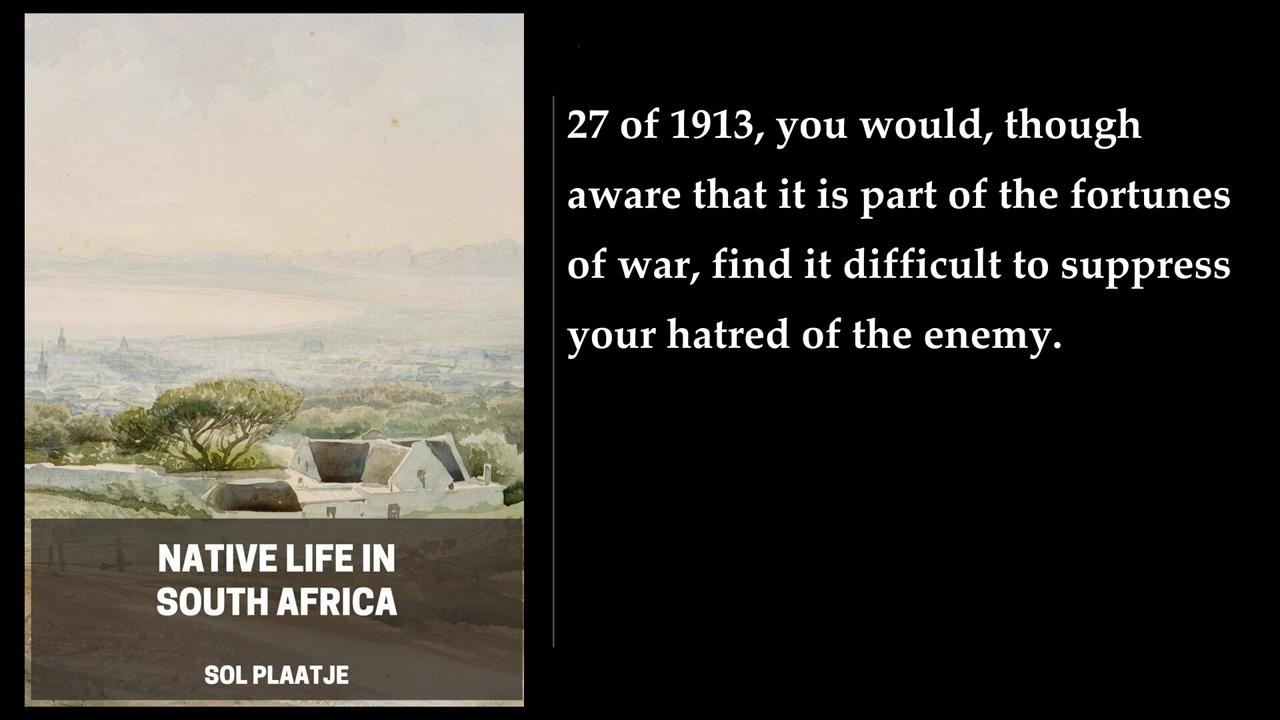 NATIVE LIFE IN
SOUTH AFRICA
SOL PLAATJE
27 of 1913, you would, though
aware that it is part of the fortunes
of war, find it difficult to suppress
your hatred of the enemy.